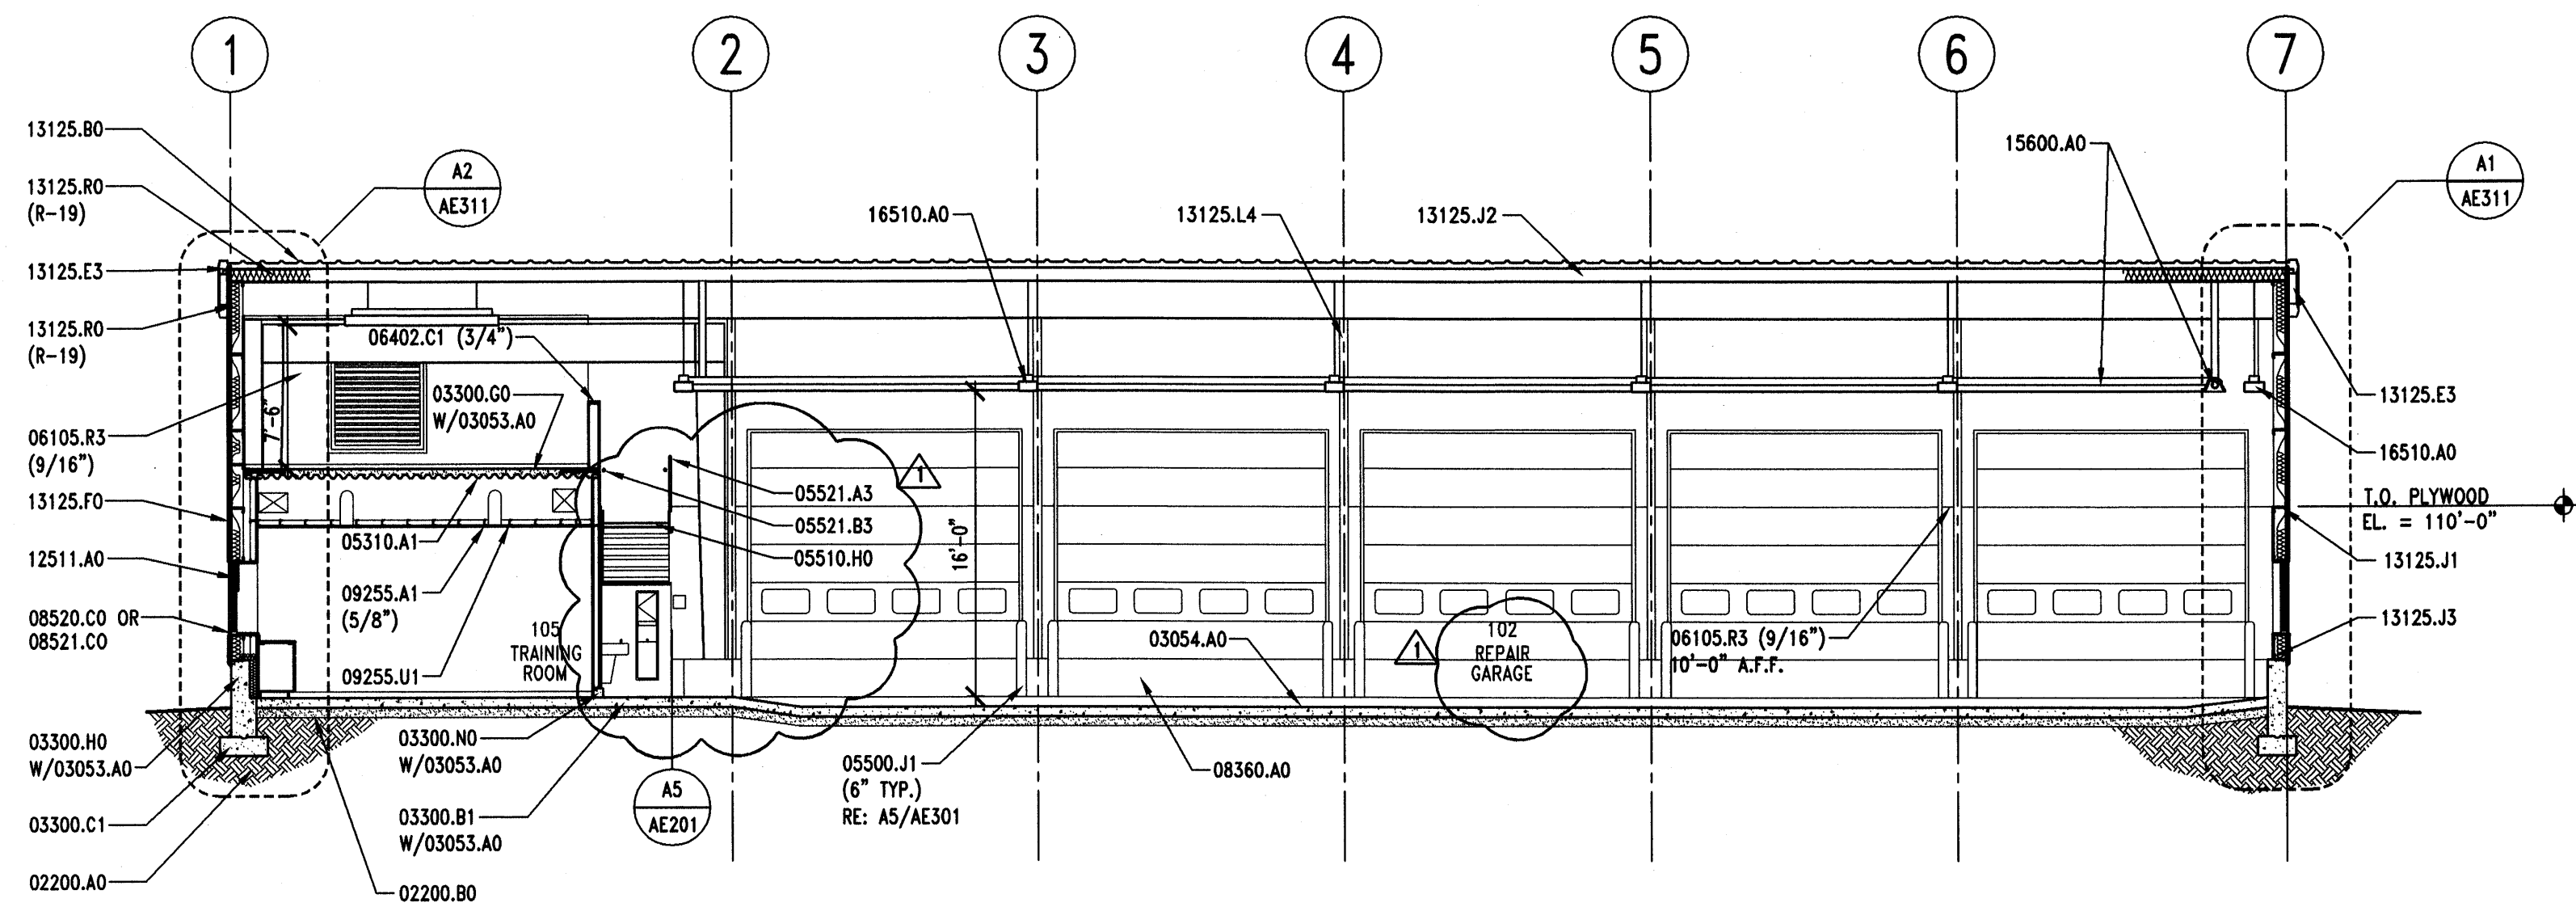 1
2
3
4
5
6
7
13125.B0
13125.R0
(R-19)
13125.E3
13125.R0
(R-19)
06105.R3
(9/16")
13125.F0
12511.A0
08520.C0 OR
08521.C0
03300.H0
W/03053.A0
03300.C1
02200.A0
A2
AE311
16510.A0
13125.L4
13125.J2
15600.A0
A1
AE311
06402.C1 (3/4")
7'-6"
03300.G0
W/03053.A0
05310.A1
09255.A1
(5/8")
09255.U1
105
TRAINING
ROOM
05521.A3
05521.B3
05510.H0
1
16'-0"
03054.A0
1
102
REPAIR
GARAGE
06105.R3 (9/16")
10'-0" A.F.F.
13125.E3
16510.A0
T.O. PLYWOOD
EL. = 110'-0"
13125.J1
13125.J3
03300.N0
W/03053.A0
03300.B1
W/03053.A0
02200.B0
A5
AE201
05500.J1
(6" TYP.)
RE: A5/AE301
08360.A0